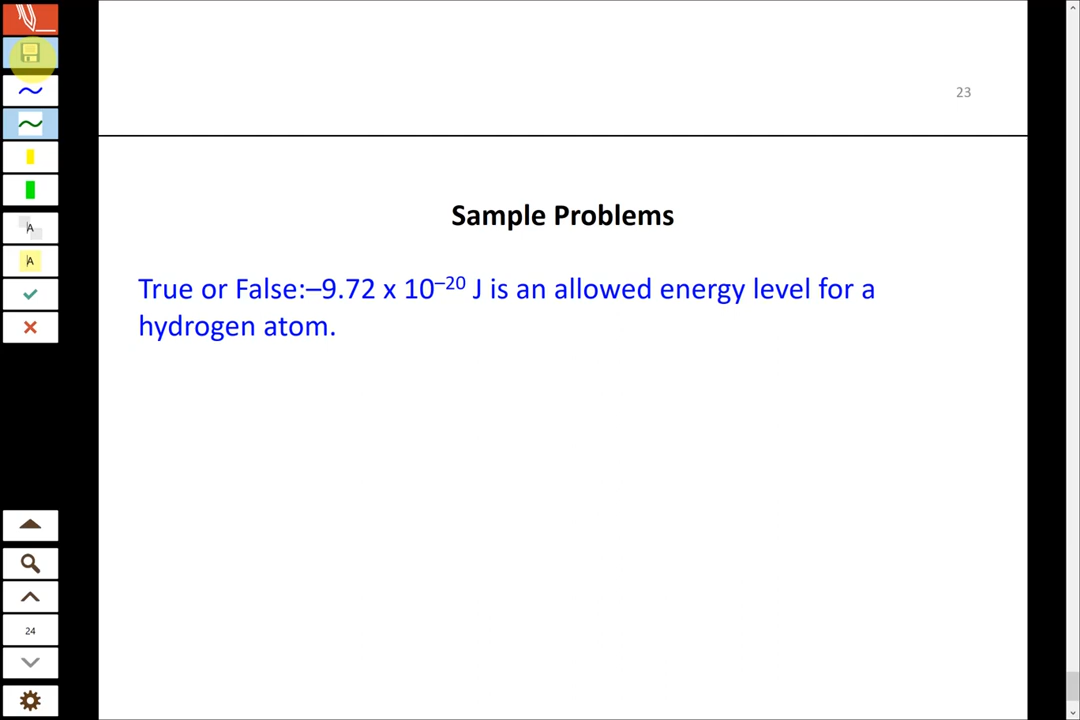 23
Sample Problems
True or False:–9.72 x 10⁻²⁰ J is an allowed energy level for a
hydrogen atom.
A
A
24